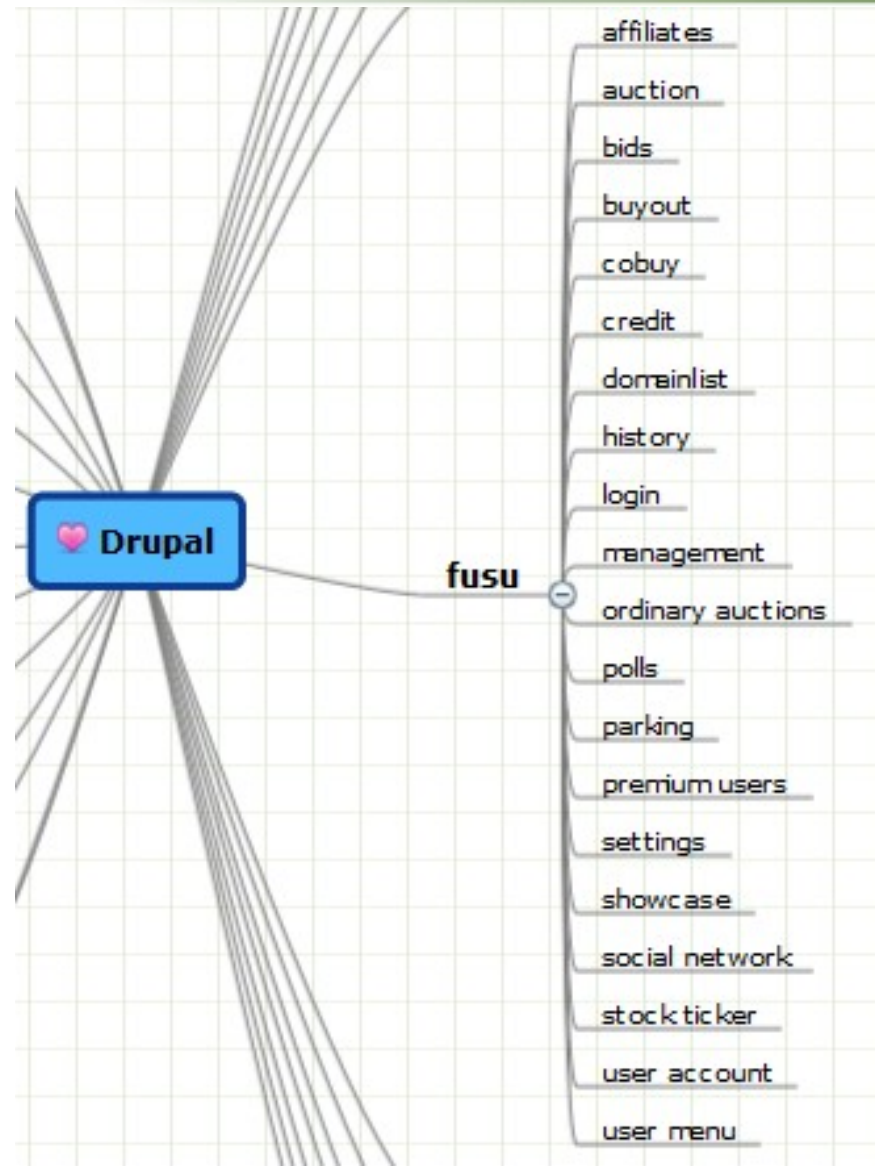 Drupal
fusu
affiliates
auction
bids
buyout
cobuy
credit
domainlist
history
login
management
ordinary auctions
polls
parking
premium users
settings
showcase
social network
stock ticker
user account
user menu